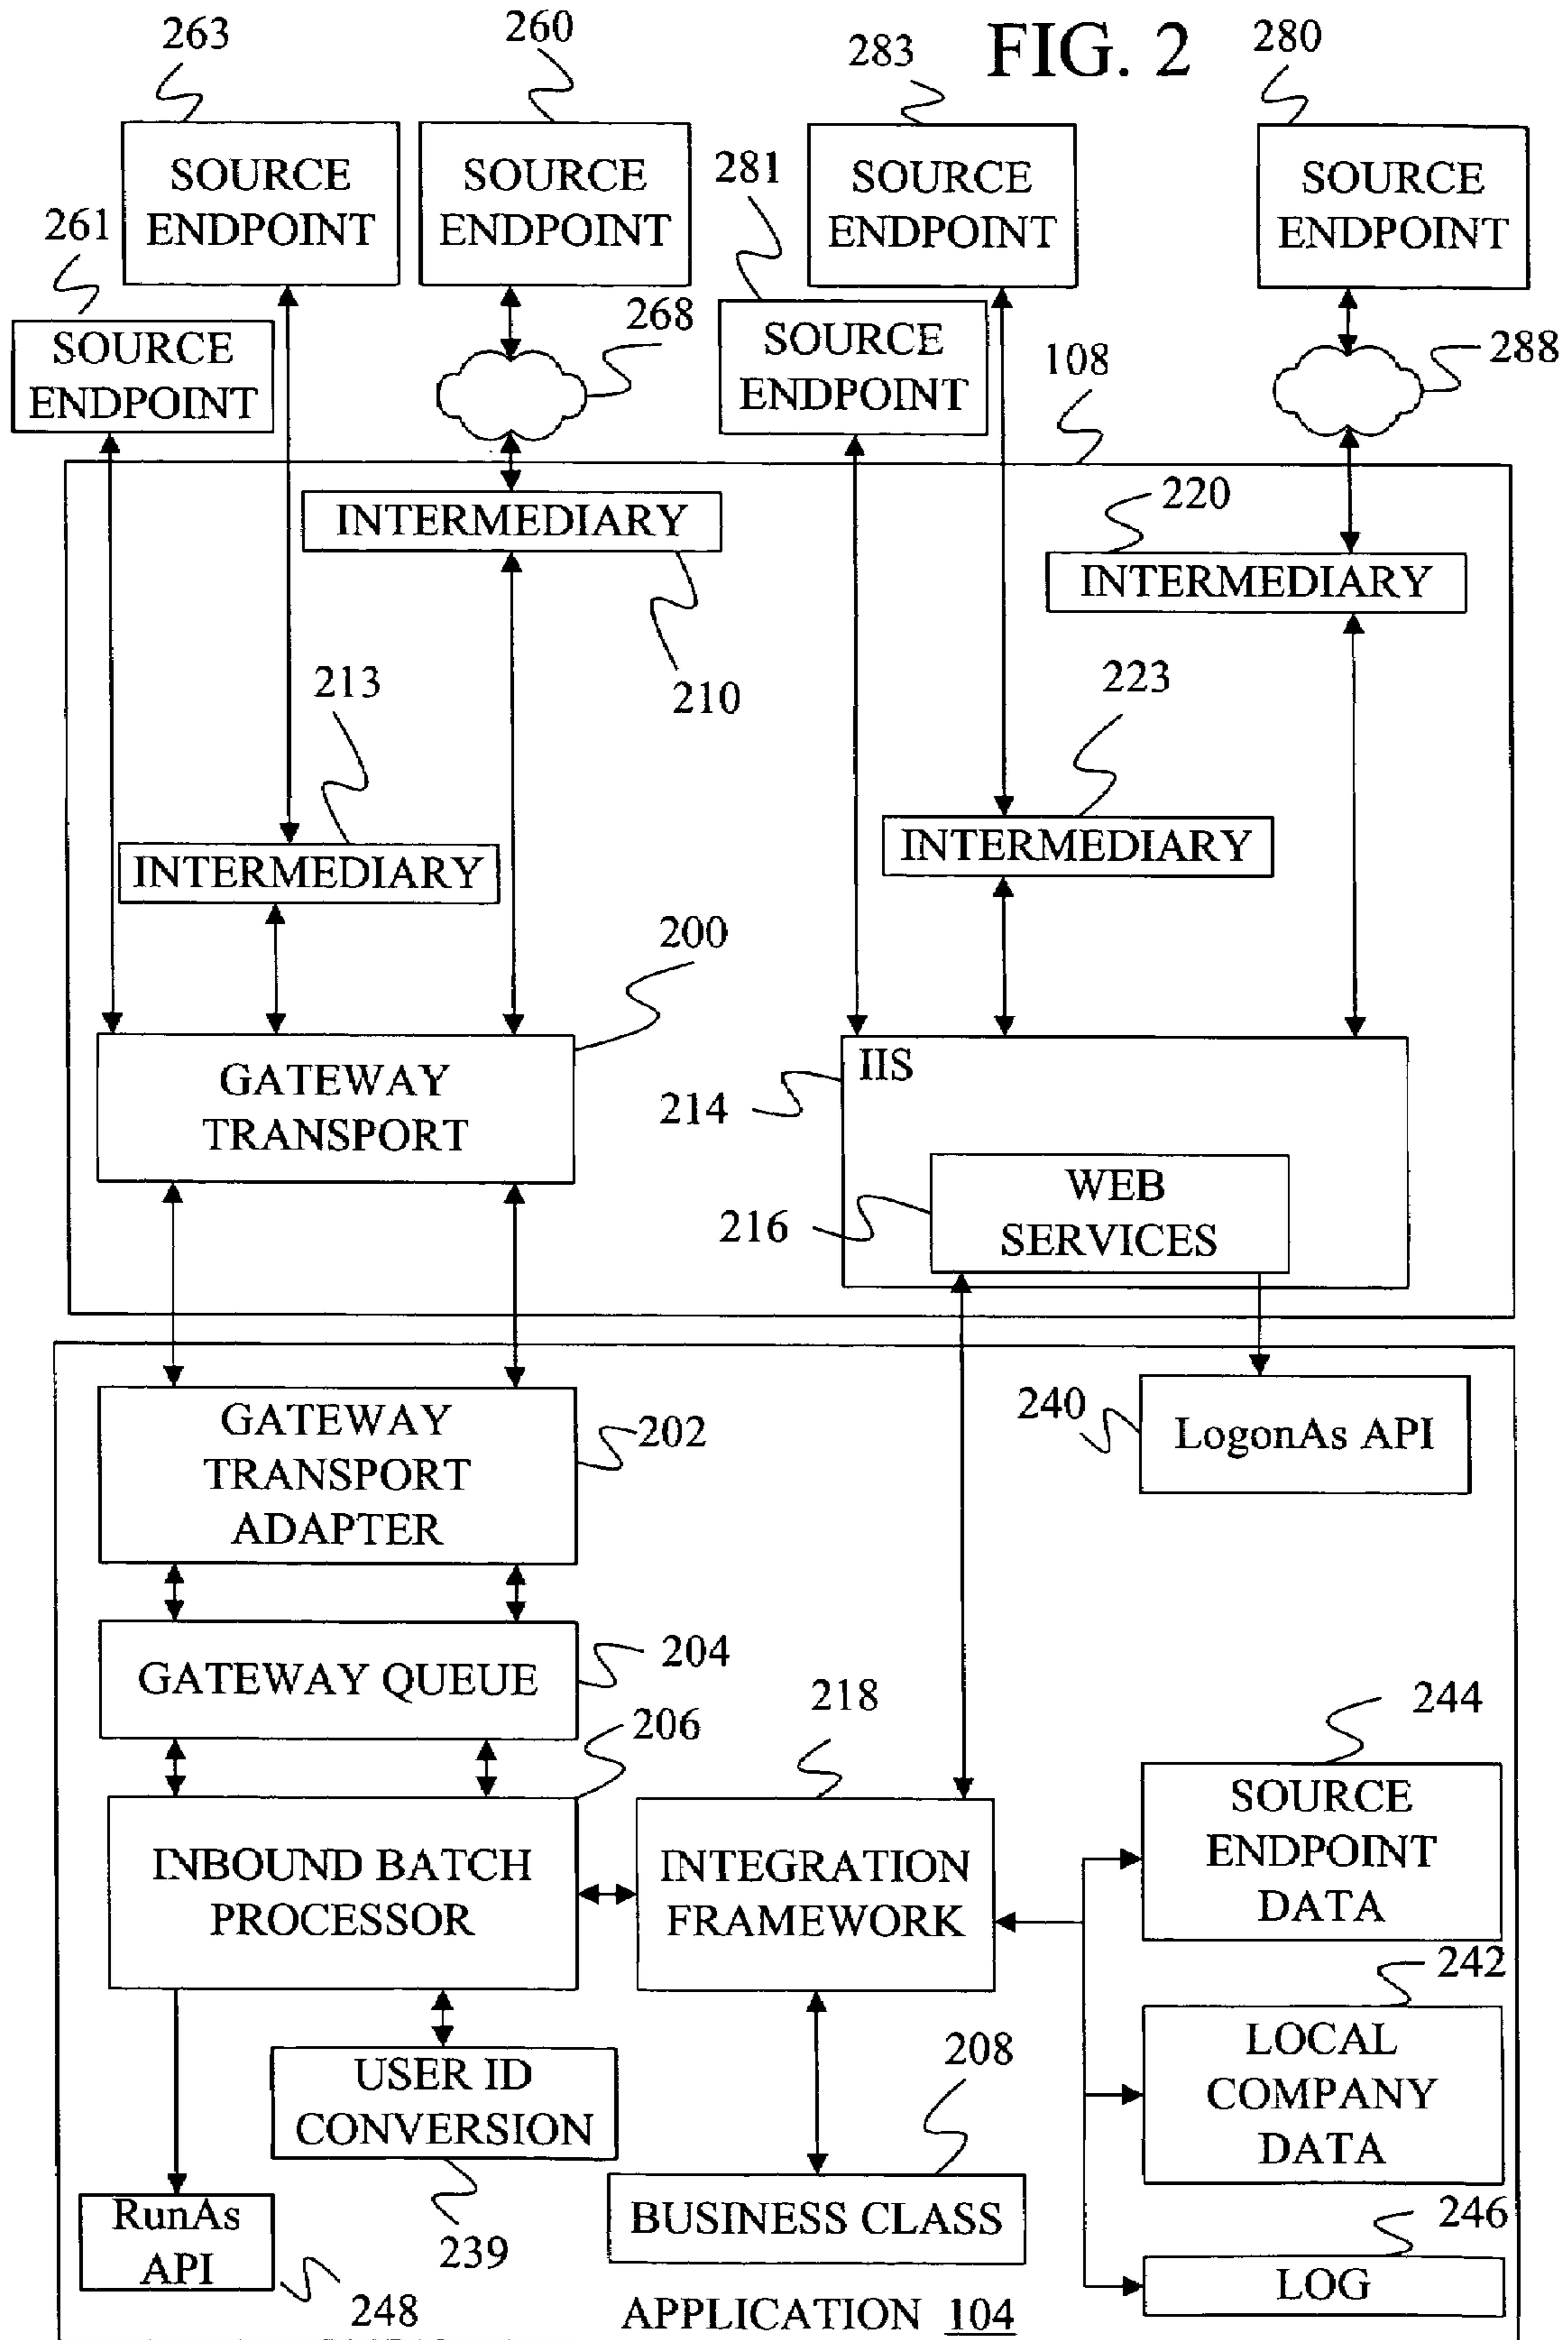 FIG. 2
263
260
283
280
SOURCE
ENDPOINT
SOURCE
ENDPOINT
281
SOURCE
ENDPOINT
SOURCE
ENDPOINT
261
SOURCE
ENDPOINT
268
SOURCE
ENDPOINT
108
288
INTERMEDIARY
220
INTERMEDIARY
213
210
223
INTERMEDIARY
INTERMEDIARY
200
GATEWAY
TRANSPORT
IIS
214
WEB
SERVICES
216
GATEWAY
TRANSPORT
ADAPTER
202
240
LogonAs API
GATEWAY QUEUE
204
206
218
244
INBOUND BATCH
PROCESSOR
INTEGRATION
FRAMEWORK
SOURCE
ENDPOINT
DATA
242
USER ID
CONVERSION
208
LOCAL
COMPANY
DATA
RunAs
API
239
BUSINESS CLASS
246
248
LOG
APPLICATION 104